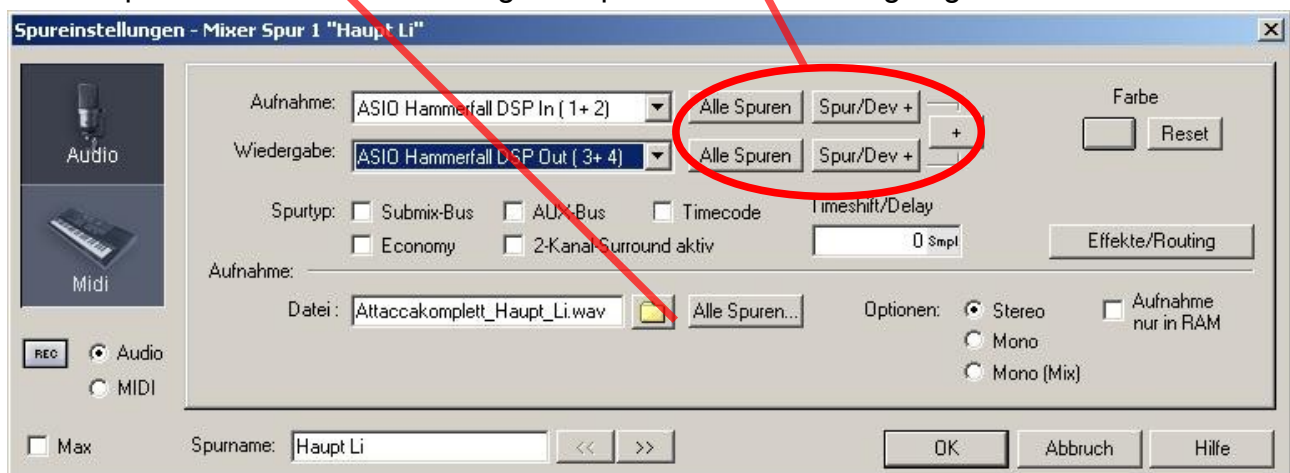 Spureinstellungen - Mixer Spur 1 "Haupt Li"
Audio
Midi
REC
Audio
MIDI
Max
Aufnahme: ASIO Hammerfall DSP In ( 1+ 2) Alle Spuren Spur/Dev +
+
Farbe
Reset
Wiedergabe: ASIO Hammerfall DSP Out ( 3+ 4) Alle Spuren Spur/Dev +
Spurtyp: Submix-Bus AUX-Bus Timecode
Economy 2-Kanal-Surround aktiv
Timeshift/Delay
0 Smpl
Effekte/Routing
Aufnahme:
Datei : Attaccakomplett_Haupt_Li.wav Alle Spuren...
Optionen: Stereo
Mono
Mono (Mix)
Aufnahme
nur in RAM
Spurname: Haupt Li << >>
OK Abbruch Hilfe